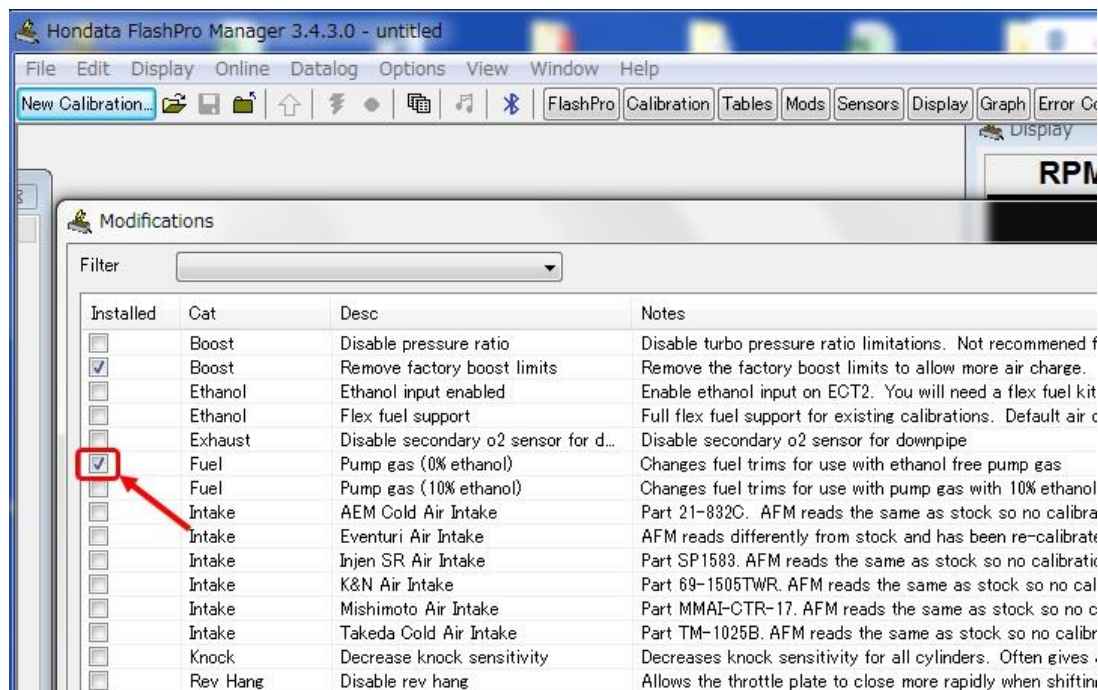 Hondata FlashPro Manager 3.4.3.0 - untitled
File Edit Display Online Datalog Options View Window Help
New Calibration... FlashPro Calibration Tables Mods Sensors Display Graph Error
Display
Modifications
Filter
Installed Cat Desc Notes
Boost Disable pressure ratio Disable turbo pressure ratio limitations. Not recommened
Boost Remove factory boost limits Remove the factory boost limits to allow more air charge.
Ethanol Ethanol input enabled Enable ethanol input on ECT2. You will need a flex fuel kit
Ethanol Flex fuel support Full flex fuel support for existing calibrations. Default air
Exhaust Disable secondary o2 sensor for d... Disable secondary o2 sensor for downpipe
Fuel Pump gas (0% ethanol) Changes fuel trims for use with ethanol free pump gas
Fuel Pump gas (10% ethanol) Changes fuel trims for use with pump gas with 10% ethanol
Intake AEM Cold Air Intake Part 21-832C. AFM reads the same as stock so no
Intake Eventuri Air Intake AFM reads differently from stock and has been
Intake Injen SR Air Intake Part SP1583. AFM reads the same as stock so no
Intake K&N Air Intake Part 69-1505TWR. AFM reads the same as stock so no
Intake Mishimoto Air Intake Part MMAI-CTR-17. AFM reads the same as stock so no
Intake Takeda Cold Air Intake Part TM-1025B. AFM reads the same as stock so no
Knock Decrease knock sensitivity Decreases knock sensitivity for all cylinders. Often gives
Rev Hang Disable rev hang Allows the throttle plate to close more rapidly when